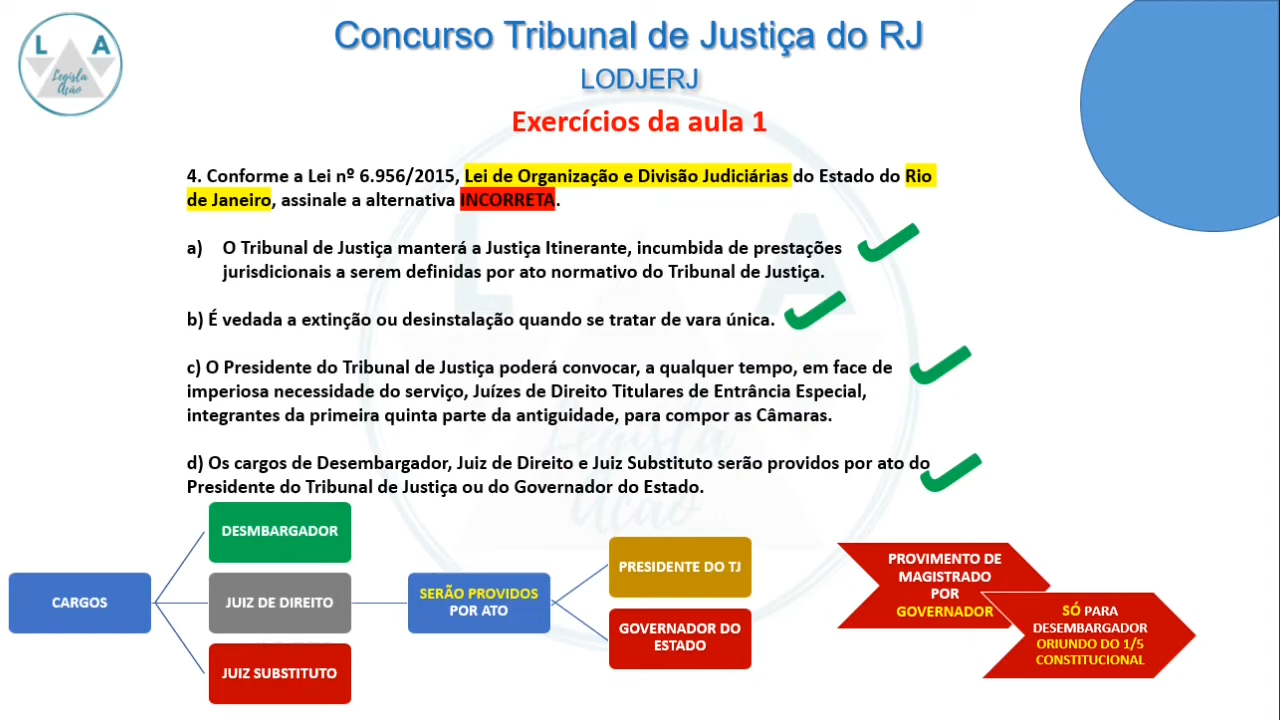 L A
Legisla
Ação
Concurso Tribunal de Justiça do RJ
LODJERJ
Exercícios da aula 1
4. Conforme a Lei nº 6.956/2015, Lei de Organização e Divisão Judiciárias do Estado do Rio
de Janeiro, assinale a alternativa INCORRETA.
a) O Tribunal de Justiça manterá a Justiça Itinerante, incumbida de prestações
jurisdicionais a serem definidas por ato normativo do Tribunal de Justiça.
b) É vedada a extinção ou desinstalação quando se tratar de vara única.
c) O Presidente do Tribunal de Justiça poderá convocar, a qualquer tempo, em face de
imperiosa necessidade do serviço, Juízes de Direito Titulares de Entrância Especial,
integrantes da primeira quinta parte da antiguidade, para compor as Câmaras.
d) Os cargos de Desembargador, Juiz de Direito e Juiz Substituto serão providos por ato do
Presidente do Tribunal de Justiça ou do Governador do Estado.
CARGOS
DESMBARGADOR
JUIZ DE DIREITO
JUIZ SUBSTITUTO
SERÃO PROVIDOS
POR ATO
PRESIDENTE DO TJ
GOVERNADOR DO
ESTADO
PROVIMENTO DE
MAGISTRADO
POR
GOVERNADOR
SÓ PARA
DESEMBARGADOR
ORIUNDO DO 1/5
CONSTITUCIONAL
L A
Legisla
Ação